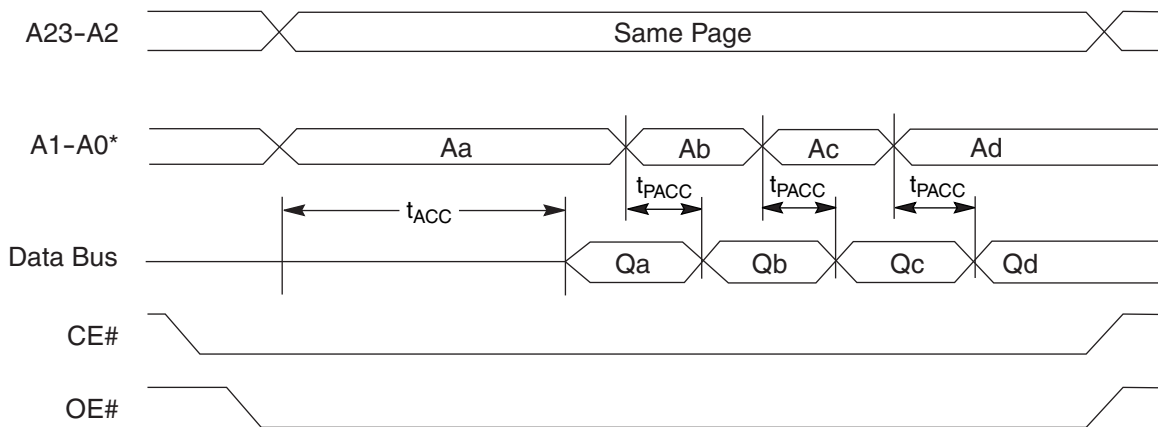 A23-A2 Same Page
A1-A0* Aa Ab Ac Ad
tPACC tPACC tPACC
tACC
Data Bus Qa Qb Qc Qd
CE#
OE#